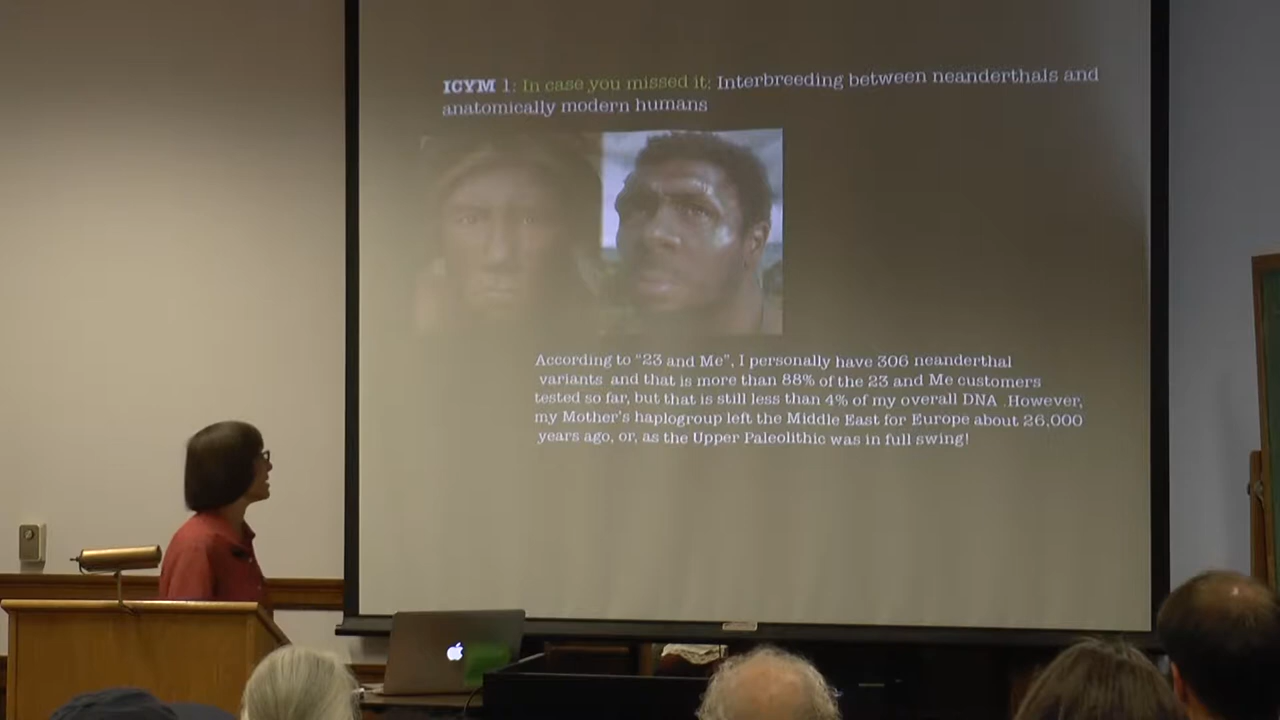 ICYM 1: In case you missed it: Interbreeding between neanderthals and
anatomically modern humans
According to "23 and Me", I personally have 306 neanderthal
variants and that is more than 88% of the 23 and Me customers
tested so far, but that is still less than 4% of my overall DNA .However,
my Mother's haplogroup left the Middle East for Europe about 26,000
years ago, or, as the Upper Paleolithic was in full swing!